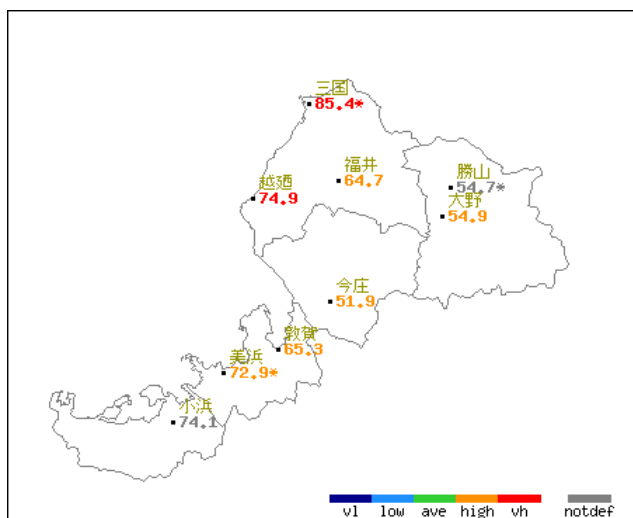 三国
85.4*
福井
64.7
勝山
54.7*
越廼
74.9
大野
54.9
今庄
51.9
敦賀
65.3
美浜
72.9*
小浜
74.1
vl low ave high vh notdef